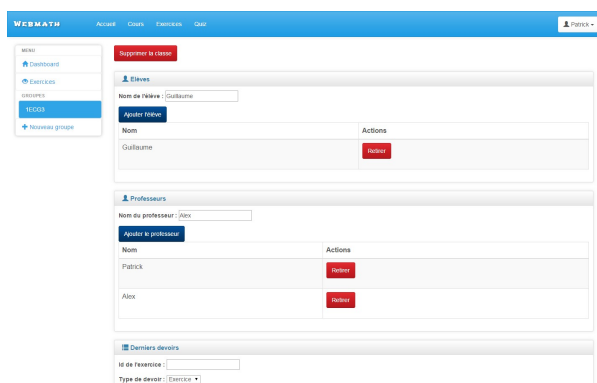 WEBMATH Accueil Cours Exercices Quiz Patrick
MENU
Dashboard
Exercices
GROUPES
1ECG3
Nouveau groupe
Supprimer la classe
Elèves
Nom de l'élève : Guillaume
Ajouter l'élève
Nom Actions
Guillaume Retirer
Professeurs
Nom du professeur : Alex
Ajouter le professeur
Nom Actions
Patrick Retirer
Alex Retirer
Derniers devoirs
Id de l'exercice :
Type de devoir : Exercice